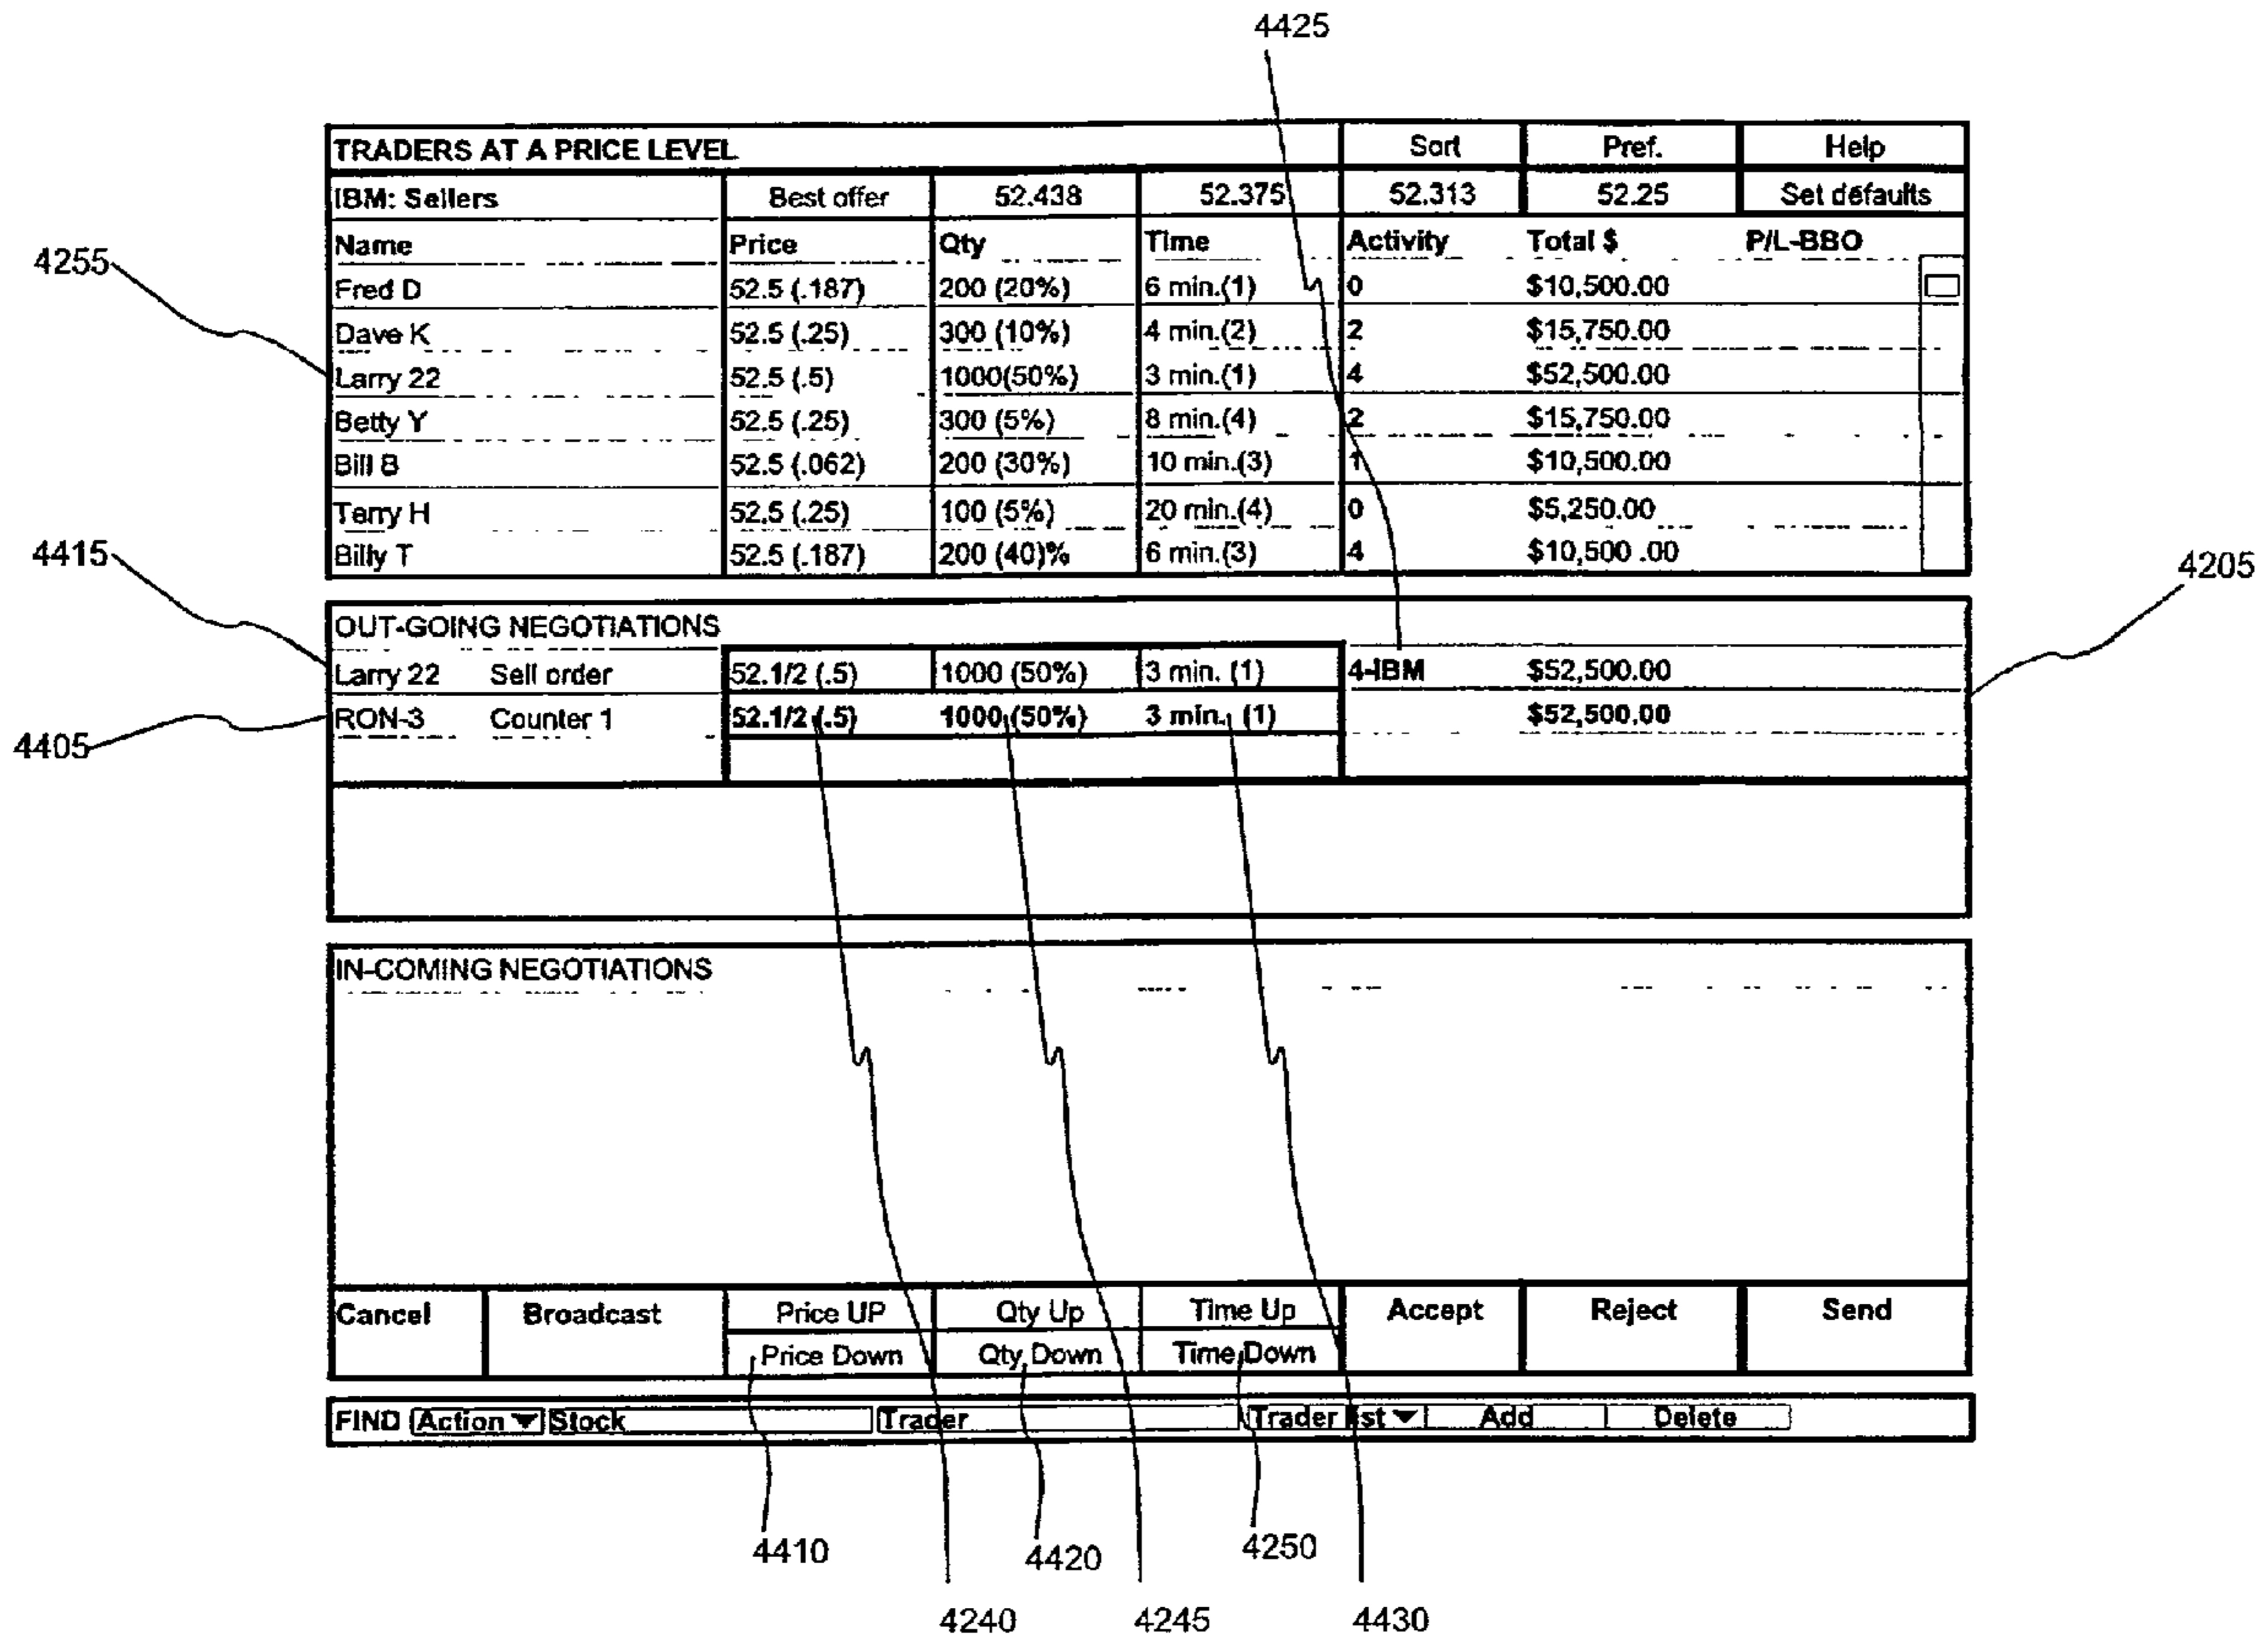 4425
TRADERS AT A PRICE LEVEL Sort Pref. Help
IBM: Sellers Best offer 52.438 52.375 52.313 52.25 Set defaults
Name Price Qty Time Activity Total $ P/L-BBO
4255
Fred D 52.5 (.187) 200 (20%) 6 min.(1) 0 $10,500.00
Dave K 52.5 (.25) 300 (10%) 4 min.(2) 2 $15,750.00
Larry 22 52.5 (.5) 1000(50%) 3 min.(1) 4 $52,500.00
Betty Y 52.5 (.25) 300 (5%) 8 min.(4) 2 $15,750.00
Bill B 52.5 (.062) 200 (30%) 10 min.(3) 1 $10,500.00
Terry H 52.5 (.25) 100 (5%) 20 min.(4) 0 $5,250.00
4415
Billy T 52.5 (.187) 200 (40)% 6 min.(3) 4 $10,500 .00
4205
OUT-GOING NEGOTIATIONS
Larry 22 Sell order 52.1/2 (.5) 1000 (50%) 3 min. (1) 4-IBM $52,500.00
RON-3 Counter 1 52.1/2 (.5) 1000 (50%) 3 min. (1) $52,500.00
4405
IN-COMING NEGOTIATIONS
Cancel Broadcast Price UP Qty Up Time Up Accept Reject Send
Price Down Qty Down Time Down
FIND Action Stock Trader Trader list Add Delete
4410 4420 4250
4240 4245 4430